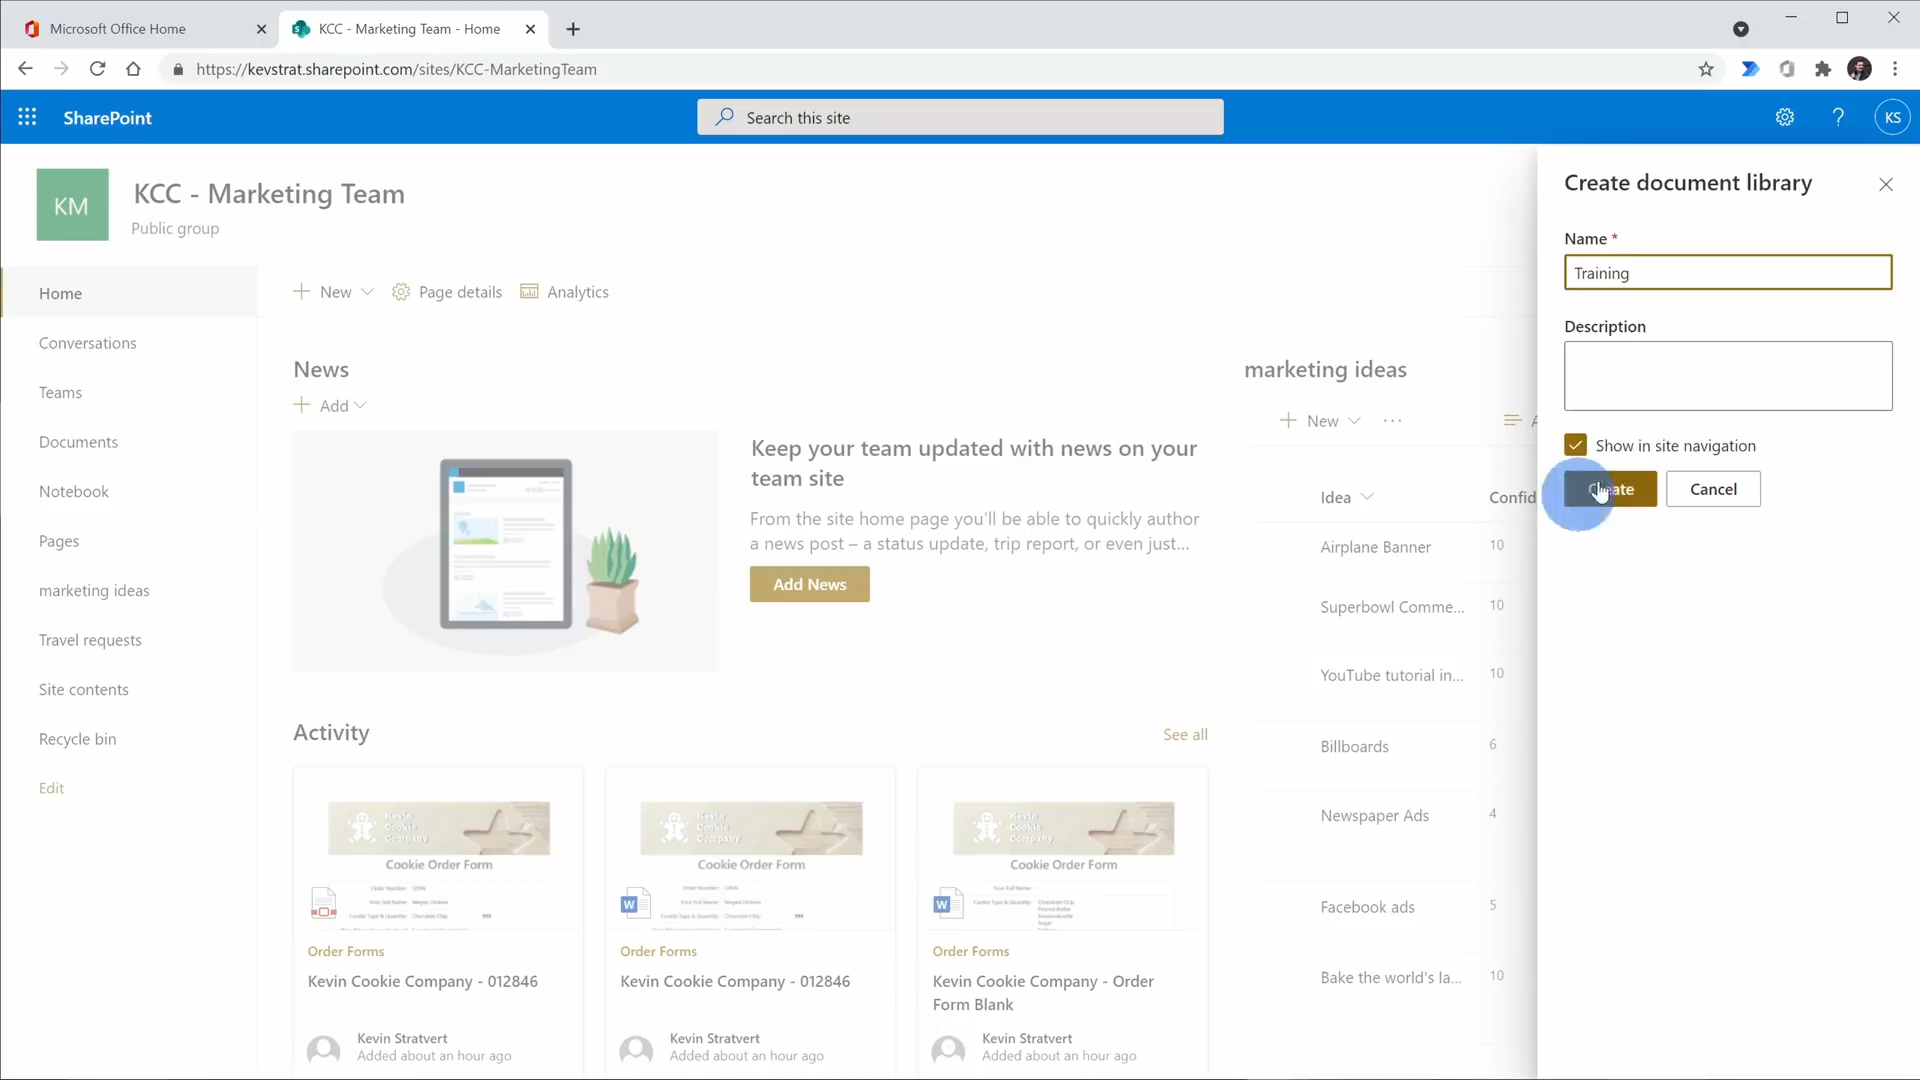 Microsoft Office Home
KCC - Marketing Team - Home
https://kevstrat.sharepoint.com/sites/KCC-MarketingTeam
SharePoint
Search this site
KS
KM
KCC - Marketing Team
Public group
Home
Conversations
Teams
Documents
Notebook
Pages
marketing ideas
Travel requests
Site contents
Recycle bin
Edit
New
Page details
Analytics
News
Add
Keep your team updated with news on your
team site
From the site home page you'll be able to quickly author
a news post – a status update, trip report, or even just...
Add News
Activity
See all
Kevin
Cookie
Company
Cookie Order Form
Order Forms
Kevin Cookie Company - 012846
Kevin Stratvert
Added about an hour ago
Kevin
Cookie
Company
Cookie Order Form
Order Forms
Kevin Cookie Company - 012846
Kevin Stratvert
Added about an hour ago
Kevin
Cookie
Company
Cookie Order Form
Order Forms
Kevin Cookie Company - Order
Form Blank
Kevin Stratvert
Added about an hour ago
marketing ideas
New
Idea Confid
Airplane Banner 10
Superbowl Comme... 10
YouTube tutorial in... 10
Billboards 6
Newspaper Ads 4
Facebook ads 5
Bake the world's la... 10
Create document library
Name *
Training
Description
Show in site navigation
Cancel